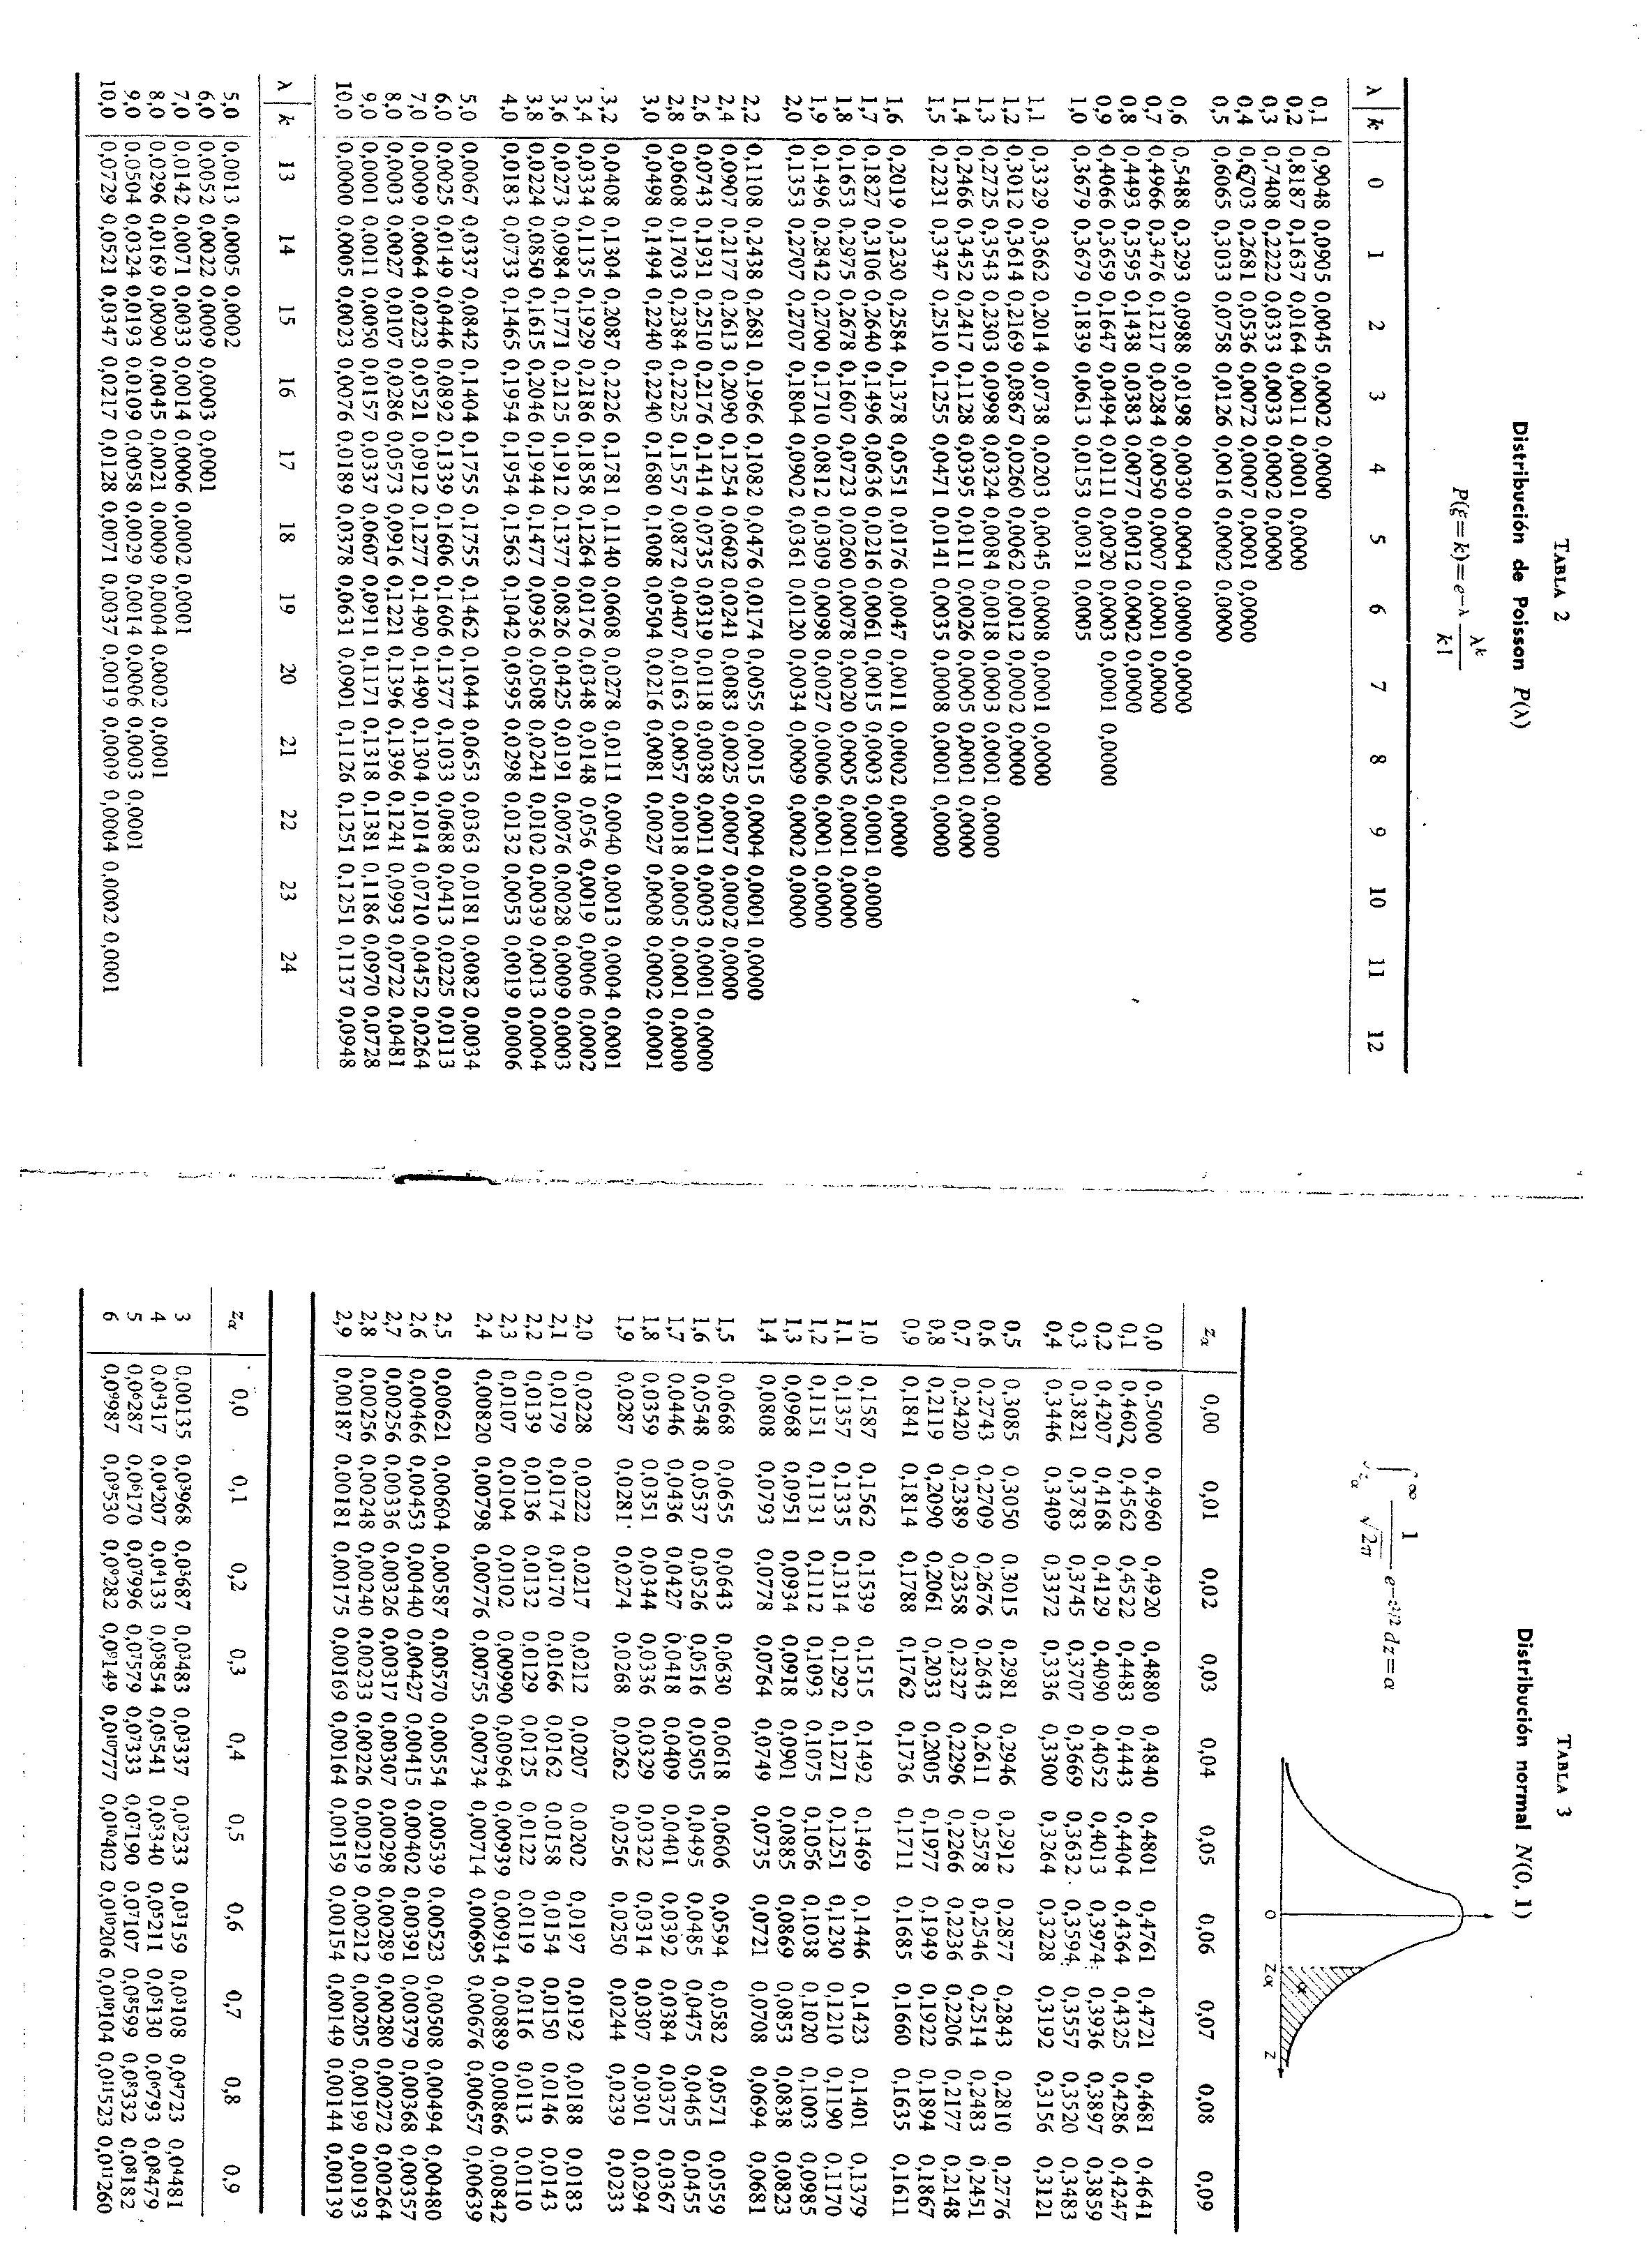 TABLA 2
Distribución de Poisson P(λ)
P(ξ=k)=e^{-λ} λ^k / k!
λ k 0 1 2 3 4 5 6 7 8 9 10 11 12
0,1 0,9048 0,0905 0,0045 0,0002 0,0000
0,2 0,8187 0,1637 0,0164 0,0011 0,0001 0,0000
0,3 0,7408 0,2222 0,0333 0,0033 0,0002 0,0000
0,4 0,6703 0,2681 0,0536 0,0072 0,0007 0,0001 0,0000
0,5 0,6065 0,3033 0,0758 0,0126 0,0016 0,0002 0,0000
0,6 0,5488 0,3293 0,0988 0,0198 0,0030 0,0004 0,0000 0,0000
0,7 0,4966 0,3476 0,1217 0,0284 0,0050 0,0007 0,0001 0,0000
0,8 0,4493 0,3595 0,1438 0,0383 0,0077 0,0012 0,0002 0,0000
0,9 0,4066 0,3659 0,1647 0,0494 0,0111 0,0020 0,0003 0,0001 0,0000
1,0 0,3679 0,3679 0,1839 0,0613 0,0153 0,0031 0,0005
1,1 0,3329 0,3662 0,2014 0,0738 0,0203 0,0045 0,0008 0,0001 0,0000
1,2 0,3012 0,3614 0,2169 0,0867 0,0260 0,0062 0,0012 0,0002 0,0000
1,3 0,2725 0,3543 0,2303 0,0998 0,0324 0,0084 0,0018 0,0003 0,0001 0,0000
1,4 0,2466 0,3452 0,2417 0,1128 0,0395 0,0111 0,0026 0,0005 0,0001 0,0000
1,5 0,2231 0,3347 0,2510 0,1255 0,0471 0,0141 0,0035 0,0008 0,0001 0,0000
1,6 0,2019 0,3230 0,2584 0,1378 0,0551 0,0176 0,0047 0,0011 0,0002 0,0000
1,7 0,1827 0,3106 0,2640 0,1496 0,0636 0,0216 0,0061 0,0015 0,0003 0,0001 0,0000
1,8 0,1653 0,2975 0,2678 0,1607 0,0723 0,0260 0,0078 0,0020 0,0005 0,0001 0,0000
1,9 0,1496 0,2842 0,2700 0,1710 0,0812 0,0309 0,0098 0,0027 0,0006 0,0001 0,0000
2,0 0,1353 0,2707 0,2707 0,1804 0,0902 0,0361 0,0120 0,0034 0,0009 0,0002 0,0000
2,2 0,1108 0,2438 0,2681 0,1966 0,1082 0,0476 0,0174 0,0055 0,0015 0,0004 0,0001 0,0000
2,4 0,0907 0,2177 0,2613 0,2090 0,1254 0,0602 0,0241 0,0083 0,0025 0,0007 0,0002 0,0000
2,6 0,0743 0,1931 0,2510 0,2176 0,1414 0,0735 0,0319 0,0118 0,0038 0,0011 0,0003 0,0001 0,0000
2,8 0,0608 0,1703 0,2384 0,2225 0,1557 0,0872 0,0407 0,0163 0,0057 0,0018 0,0005 0,0001 0,0000
3,0 0,0498 0,1494 0,2240 0,2240 0,1680 0,1008 0,0504 0,0216 0,0081 0,0027 0,0008 0,0002 0,0001
3,2 0,0408 0,1304 0,2087 0,2226 0,1781 0,1140 0,0608 0,0278 0,0111 0,0040 0,0013 0,0004 0,0001
3,4 0,0334 0,1135 0,1929 0,2186 0,1858 0,1264 0,0176 0,0348 0,0148 0,056 0,0019 0,0006 0,0002
3,6 0,0273 0,0984 0,1771 0,2125 0,1912 0,1377 0,0826 0,0425 0,0191 0,0076 0,0028 0,0009 0,0003
3,8 0,0224 0,0850 0,1615 0,2046 0,1944 0,1477 0,0936 0,0508 0,0241 0,0102 0,0039 0,0013 0,0004
4,0 0,0183 0,0733 0,1465 0,1954 0,1954 0,1563 0,1042 0,0595 0,0298 0,0132 0,0053 0,0019 0,0006
5,0 0,0067 0,0337 0,0842 0,1404 0,1755 0,1755 0,1462 0,1044 0,0653 0,0363 0,0181 0,0082 0,0034
6,0 0,0025 0,0149 0,0446 0,0892 0,1339 0,1606 0,1606 0,1377 0,1033 0,0688 0,0413 0,0225 0,0113
7,0 0,0009 0,0064 0,0223 0,0521 0,0912 0,1277 0,1490 0,1490 0,1304 0,1014 0,0710 0,0452 0,0264
8,0 0,0003 0,0027 0,0107 0,0286 0,0573 0,0916 0,1221 0,1396 0,1396 0,1241 0,0993 0,0722 0,0481
9,0 0,0001 0,0011 0,0050 0,0157 0,0337 0,0607 0,0911 0,1171 0,1318 0,1381 0,1186 0,0970 0,0728
10,0 0,0000 0,0005 0,0023 0,0076 0,0189 0,0378 0,0631 0,0901 0,1126 0,1251 0,1251 0,1137 0,0948
λ k 13 14 15 16 17 18 19 20 21 22 23 24
5,0 0,0013 0,0005 0,0002
6,0 0,0052 0,0022 0,0009 0,0003 0,0001
7,0 0,0142 0,0071 0,0033 0,0014 0,0006 0,0002 0,0001
8,0 0,0296 0,0169 0,0090 0,0045 0,0021 0,0009 0,0004 0,0002 0,0001
9,0 0,0504 0,0324 0,0193 0,0109 0,0058 0,0029 0,0014 0,0006 0,0003 0,0001
10,0 0,0729 0,0521 0,0347 0,0217 0,0128 0,0071 0,0037 0,0019 0,0009 0,0004 0,0002 0,0001
TABLA 3
Distribución normal N(0, 1)
∫_{zα}^{∞} 1/√2π e^{-z²/2} dz=α
0 zα z
zα 0,00 0,01 0,02 0,03 0,04 0,05 0,06 0,07 0,08 0,09
0,0 0,5000 0,4960 0,4920 0,4880 0,4840 0,4801 0,4761 0,4721 0,4681 0,4641
0,1 0,4602 0,4562 0,4522 0,4483 0,4443 0,4404 0,4364 0,4325 0,4286 0,4247
0,2 0,4207 0,4168 0,4129 0,4090 0,4052 0,4013 0,3974 0,3936 0,3897 0,3859
0,3 0,3821 0,3783 0,3745 0,3707 0,3669 0,3632 0,3594 0,3557 0,3520 0,3483
0,4 0,3446 0,3409 0,3372 0,3336 0,3300 0,3264 0,3228 0,3192 0,3156 0,3121
0,5 0,3085 0,3050 0,3015 0,2981 0,2946 0,2912 0,2877 0,2843 0,2810 0,2776
0,6 0,2743 0,2709 0,2676 0,2643 0,2611 0,2578 0,2546 0,2514 0,2483 0,2451
0,7 0,2420 0,2389 0,2358 0,2327 0,2296 0,2266 0,2236 0,2206 0,2177 0,2148
0,8 0,2119 0,2090 0,2061 0,2033 0,2005 0,1977 0,1949 0,1922 0,1894 0,1867
0,9 0,1841 0,1814 0,1788 0,1762 0,1736 0,1711 0,1685 0,1660 0,1635 0,1611
1,0 0,1587 0,1562 0,1539 0,1515 0,1492 0,1469 0,1446 0,1423 0,1401 0,1379
1,1 0,1357 0,1335 0,1314 0,1292 0,1271 0,1251 0,1230 0,1210 0,1190 0,1170
1,2 0,1151 0,1131 0,1112 0,1093 0,1075 0,1056 0,1038 0,1020 0,1003 0,0985
1,3 0,0968 0,0951 0,0934 0,0918 0,0901 0,0885 0,0869 0,0853 0,0838 0,0823
1,4 0,0808 0,0793 0,0778 0,0764 0,0749 0,0735 0,0721 0,0708 0,0694 0,0681
1,5 0,0668 0,0655 0,0643 0,0630 0,0618 0,0606 0,0594 0,0582 0,0571 0,0559
1,6 0,0548 0,0537 0,0526 0,0516 0,0505 0,0495 0,0485 0,0475 0,0465 0,0455
1,7 0,0446 0,0436 0,0427 0,0418 0,0409 0,0401 0,0392 0,0384 0,0375 0,0367
1,8 0,0359 0,0351 0,0344 0,0336 0,0329 0,0322 0,0314 0,0307 0,0301 0,0294
1,9 0,0287 0,0281 0,0274 0,0268 0,0262 0,0256 0,0250 0,0244 0,0239 0,0233
2,0 0,0228 0,0222 0,0217 0,0212 0,0207 0,0202 0,0197 0,0192 0,0188 0,0183
2,1 0,0179 0,0174 0,0170 0,0166 0,0162 0,0158 0,0154 0,0150 0,0146 0,0143
2,2 0,0139 0,0136 0,0132 0,0129 0,0125 0,0122 0,0119 0,0116 0,0113 0,0110
2,3 0,0107 0,0104 0,0102 0,00990 0,00964 0,00939 0,00914 0,00889 0,00866 0,00842
2,4 0,00820 0,00798 0,00776 0,00755 0,00734 0,00714 0,00695 0,00676 0,00657 0,00639
2,5 0,00621 0,00604 0,00587 0,00570 0,00554 0,00539 0,00523 0,00508 0,00494 0,00480
2,6 0,00466 0,00453 0,00440 0,00427 0,00415 0,00402 0,00391 0,00379 0,00368 0,00357
2,7 0,00256 0,00336 0,00326 0,00317 0,00307 0,00298 0,00289 0,00280 0,00272 0,00264
2,8 0,00256 0,00248 0,00240 0,00233 0,00226 0,00219 0,00212 0,00205 0,00199 0,00193
2,9 0,00187 0,00181 0,00175 0,00169 0,00164 0,00159 0,00154 0,00149 0,00144 0,00139
zα 0,0 0,1 0,2 0,3 0,4 0,5 0,6 0,7 0,8 0,9
3 0,00135 0,0³968 0,0³687 0,0³483 0,0³337 0,0³233 0,0³159 0,0³108 0,0⁴723 0,0⁴481
4 0,0⁴317 0,0⁴207 0,0⁴133 0,0⁵854 0,0⁵541 0,0⁵340 0,0⁵211 0,0⁵130 0,0⁶793 0,0⁸479
5 0,0⁶287 0,0⁶170 0,0⁷996 0,0⁷579 0,0⁷333 0,0⁷190 0,0⁷107 0,0⁸599 0,0⁸332 0,0⁸182
6 0,0⁹987 0,0⁹530 0,0⁹282 0,0⁹149 0,0¹⁰777 0,0¹⁰402 0,0¹⁰206 0,0¹⁰104 0,0¹¹523 0,0¹¹260